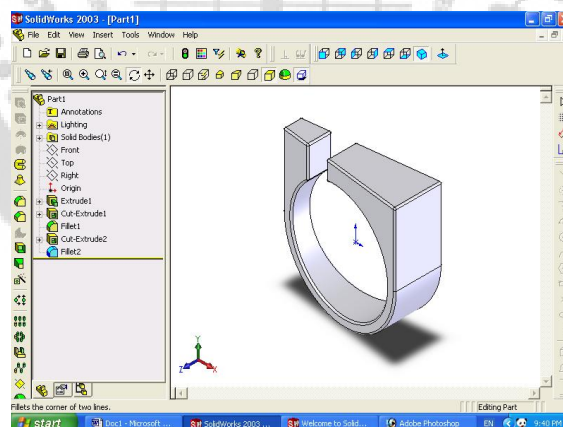 SolidWorks 2003 - [Part1]
File Edit View Insert Tools Window Help
Part1
Annotations
Lighting
Solid Bodies(1)
Front
Top
Right
Origin
Extrude1
Cut-Extrude1
Fillet1
Cut-Extrude2
Fillet2
Y
Z X
Fillets the corner of two lines.
Editing Part
start Doc1 - Microsoft ... SolidWorks 2003 ... Welcome to Solid... Adobe Photoshop EN 9:40 PM